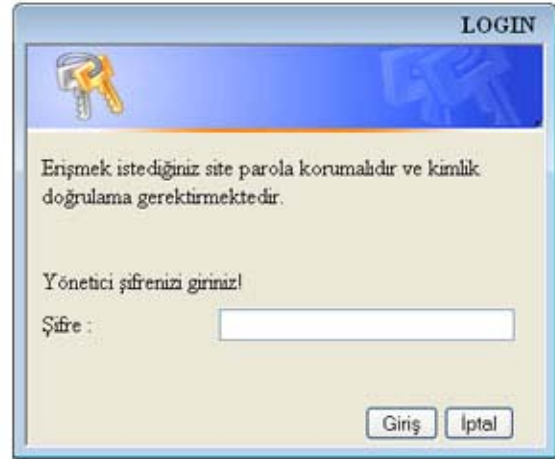 LOGIN
Erişmek istediğiniz site parola korumalıdır ve kimlik
doğrulama gerektirmektedir.
Yönetici şifrenizi giriniz!
Şifre :
Giriş İptal